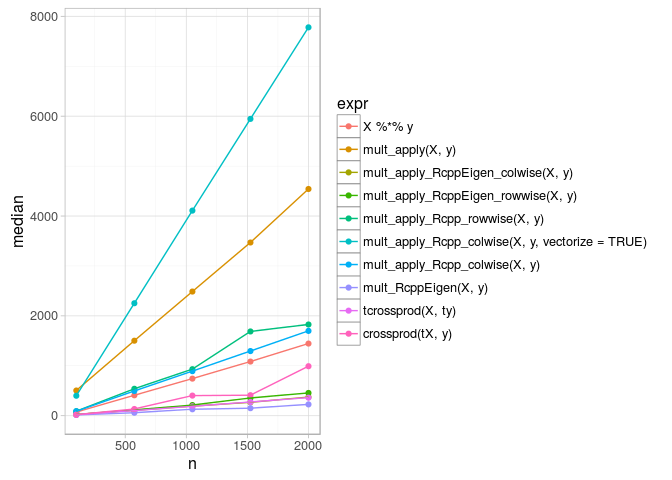 8000
6000
4000
2000
0
median
500
1000
1500
2000
n
expr
X %*% y
mult_apply(X, y)
mult_apply_RcppEigen_colwise(X, y)
mult_apply_RcppEigen_rowwise(X, y)
mult_apply_Rcpp_rowwise(X, y)
mult_apply_Rcpp_colwise(X, y, vectorize = TRUE)
mult_apply_Rcpp_colwise(X, y)
mult_RcppEigen(X, y)
tcrossprod(X, ty)
crossprod(tX, y)